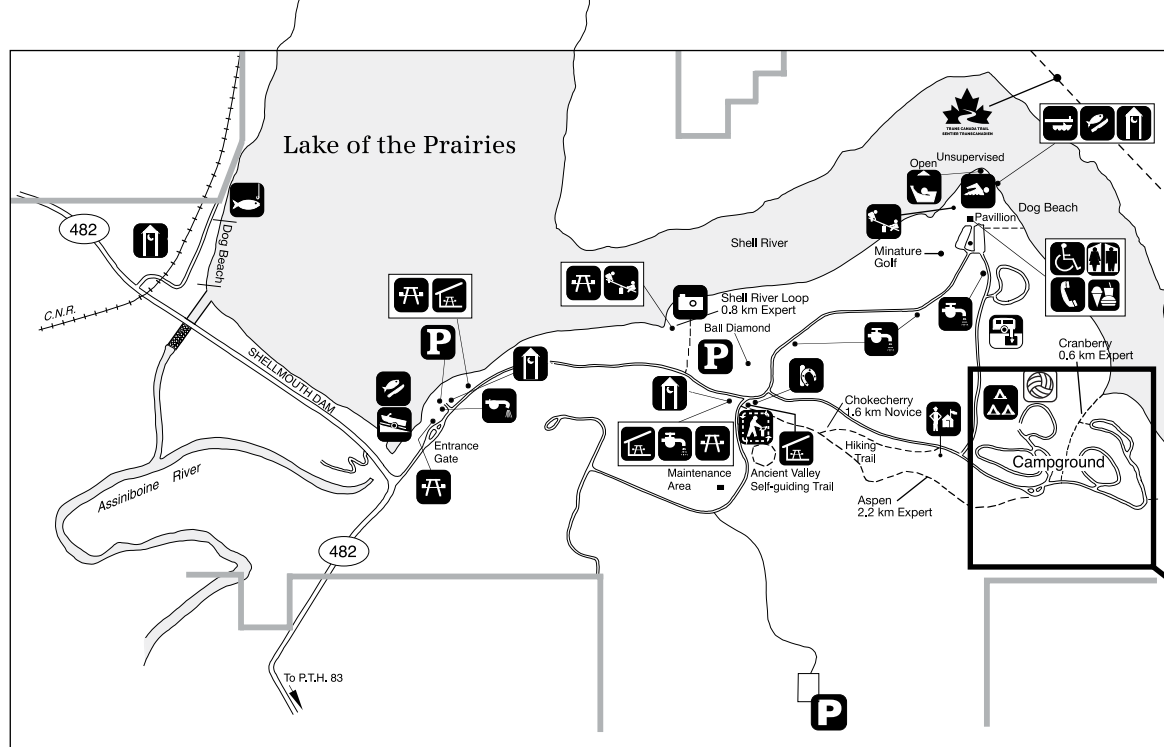 Lake of the Prairies
TRANS CANADA TRAIL
SENTIER TRANSCANADIEN
Unsupervised
Open
Dog Beach
Pavillion
482
Dog Beach
Shell River
Minature
Golf
C.N.R.
Shell River Loop
0.8 km Expert
Ball Diamond
P
P
SHELLMOUTH DAM
Cranberry
0.6 km Expert
Chokecherry
1.6 km Novice
Hiking
Trail
Entrance
Gate
Campground
Assiniboine River
Maintenance
Area
Ancient Valley
Self-guiding Trail
Aspen
2.2 km Expert
482
To P.T.H. 83
P